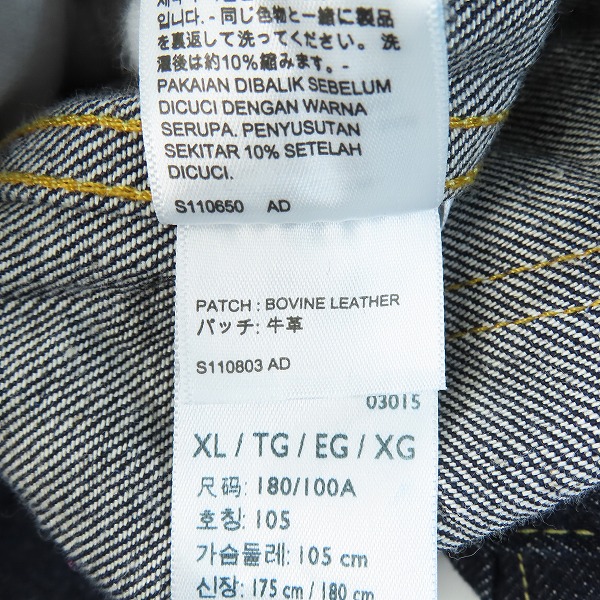 입니다. - 同じ色物と一緒に製品
を裏返して洗ってください。 洗
濯後は約10%縮みます。-
PAKAIAN DIBALIK SEBELUM
DICUCI DENGAN WARNA
SERUPA. PENYUSUTAN
SEKITAR 10% SETELAH
DICUCI.
S110650 AD
PATCH : BOVINE LEATHER
パッチ: 牛革
S110803 AD
03015
XL / TG / EG / XG
尺码: 180/100A
호칭: 105
가슴둘레: 105 cm
신장: 175 cm / 180 cm